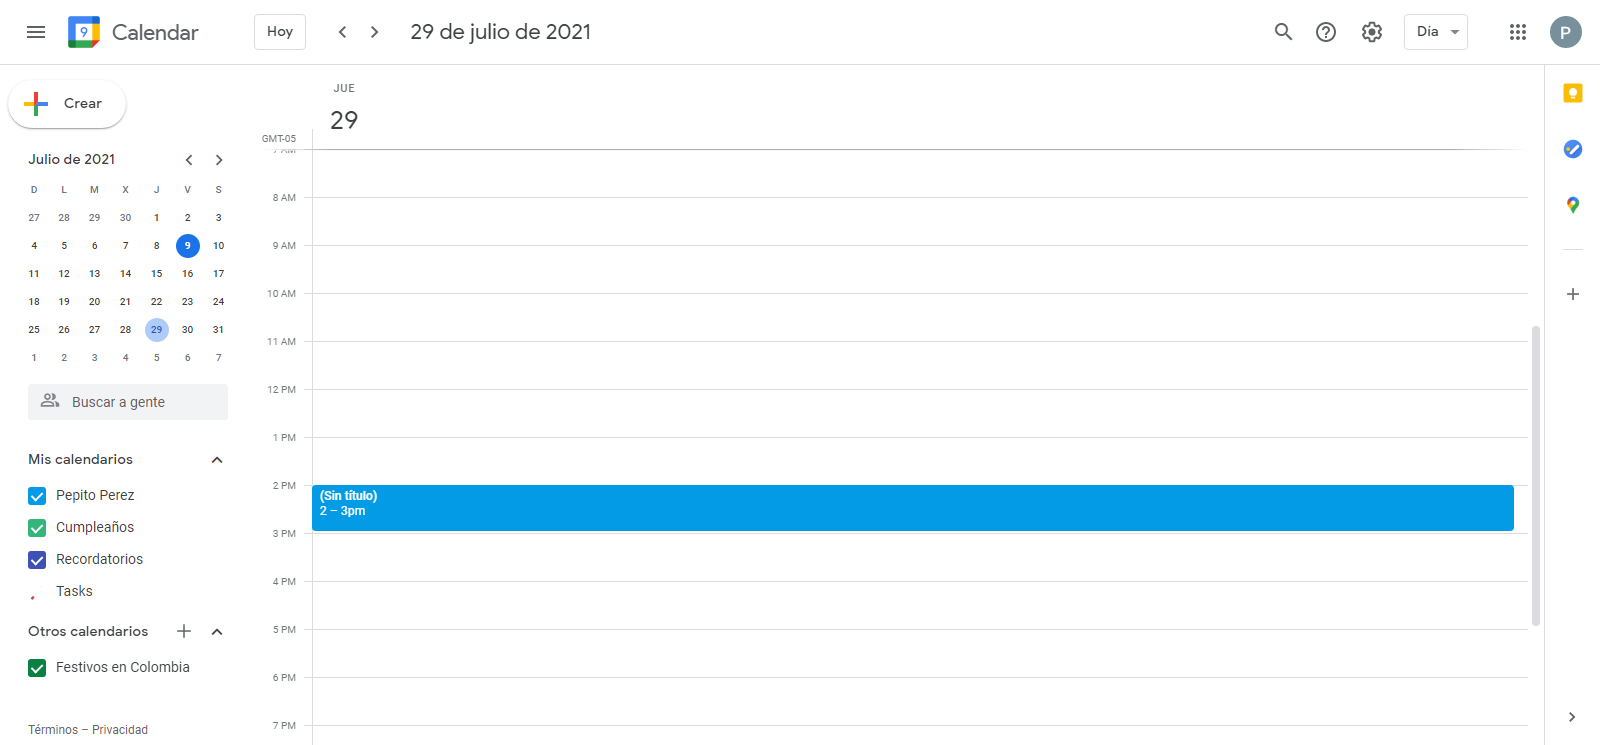 9 Calendar Hoy 29 de julio de 2021 Día P
Crear
Julio de 2021
D L M X J V S
27 28 29 30 1 2 3
4 5 6 7 8 9 10
11 12 13 14 15 16 17
18 19 20 21 22 23 24
25 26 27 28 29 30 31
1 2 3 4 5 6 7
Buscar a gente
Mis calendarios
Pepito Perez
Cumpleaños
Recordatorios
Tasks
Otros calendarios
Festivos en Colombia
Términos – Privacidad
JUE
29
GMT-05
7 AM
8 AM
9 AM
10 AM
11 AM
12 PM
1 PM
2 PM
(Sin título)
2 – 3pm
3 PM
4 PM
5 PM
6 PM
7 PM